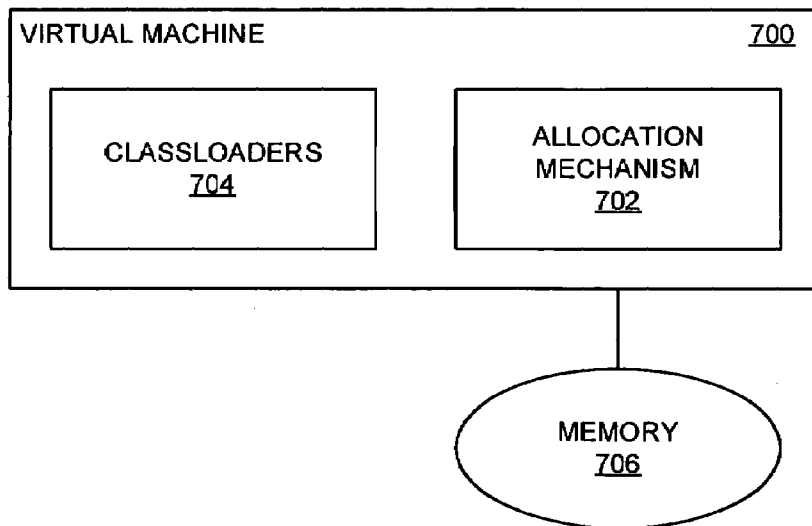 VIRTUAL MACHINE 700
CLASSLOADERS
704
ALLOCATION
MECHANISM
702
MEMORY
706